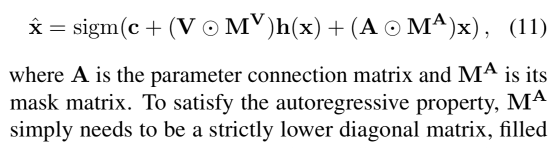 x̂ = sigm(c + (V ⊙ M^V)h(x) + (A ⊙ M^A)x) , (11)
where A is the parameter connection matrix and M^A is its
mask matrix. To satisfy the autoregressive property, M^A
simply needs to be a strictly lower diagonal matrix, filled